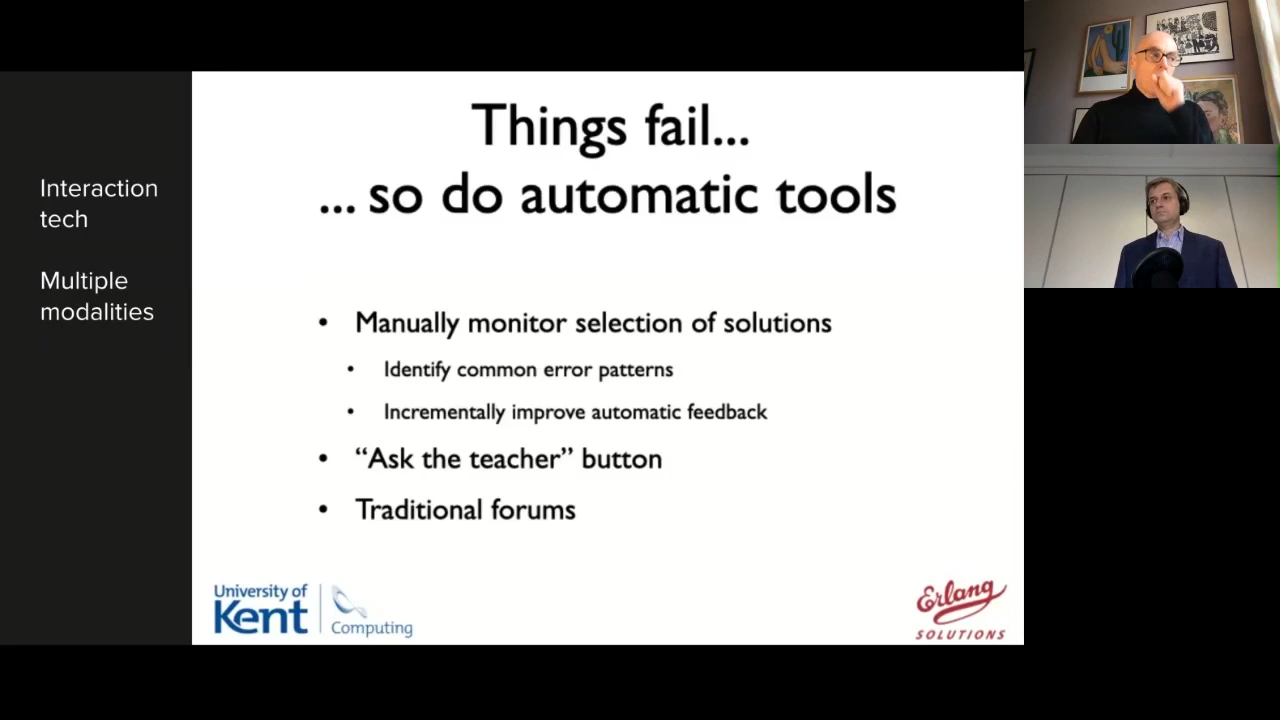 Interaction
tech
Multiple
modalities
Things fail...
... so do automatic tools
• Manually monitor selection of solutions
• Identify common error patterns
• Incrementally improve automatic feedback
• “Ask the teacher” button
• Traditional forums
University of
Kent
Computing
Erlang
SOLUTIONS